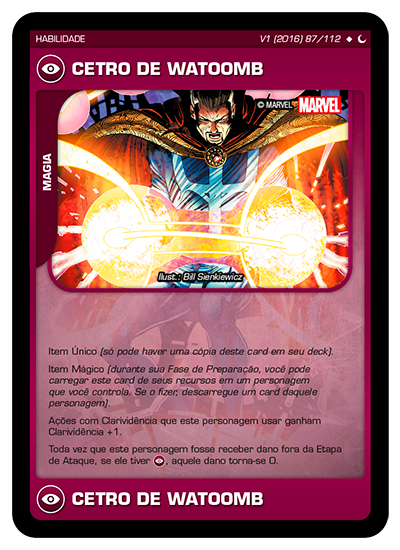 HABILIDADE
V1 (2016) 87/112
CETRO DE WATOOMB
© MARVEL MARVEL
MAGIA
Ilust.: Bill Sienkiewicz
Item Único (só pode haver uma cópia deste card em seu deck).
Item Mágico (durante sua Fase de Preparação, você pode
carregar este card de seus recursos em um personagem
que você controla. Se o fizer, descarregue um card daquele
personagem).
Ações com Clarividência que este personagem usar ganham
Clarividência +1.
Toda vez que este personagem fosse receber dano fora da Etapa
de Ataque, se ele tiver , aquele dano torna-se 0.
CETRO DE WATOOMB